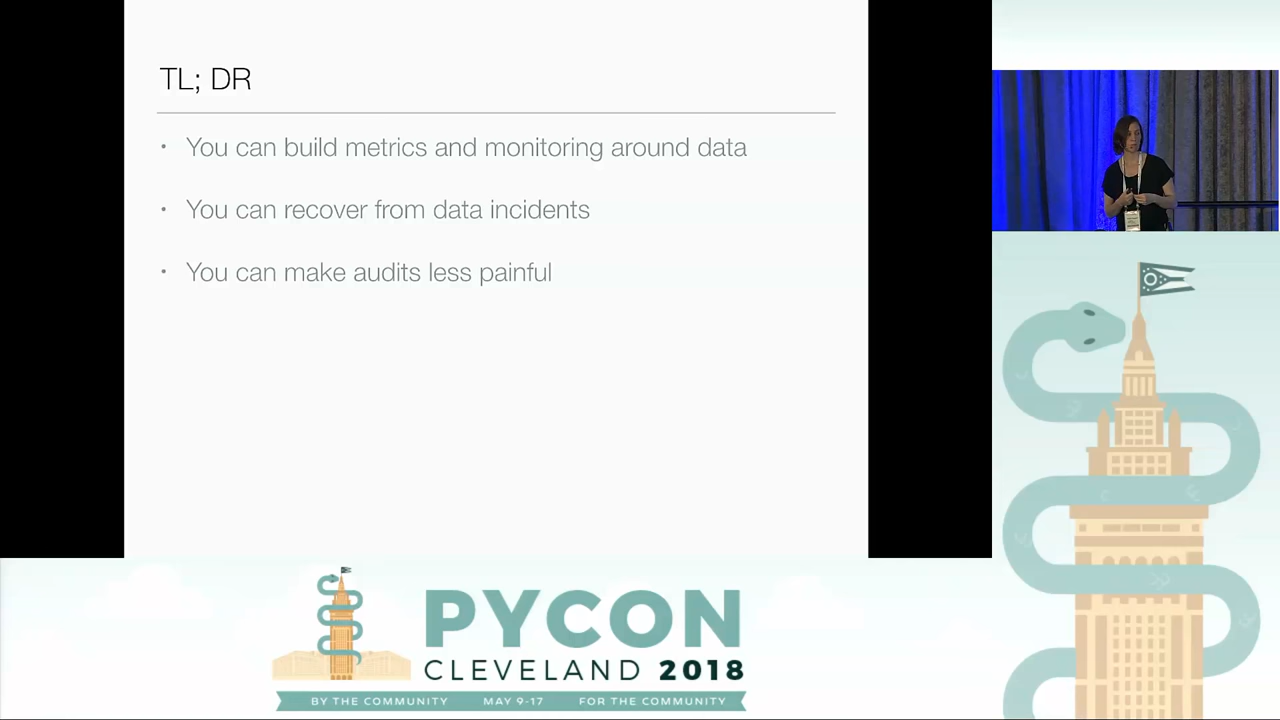 TL; DR
• You can build metrics and monitoring around data
• You can recover from data incidents
• You can make audits less painful
PYCON
CLEVELAND 2018
BY THE COMMUNITY MAY 9-17 FOR THE COMMUNITY